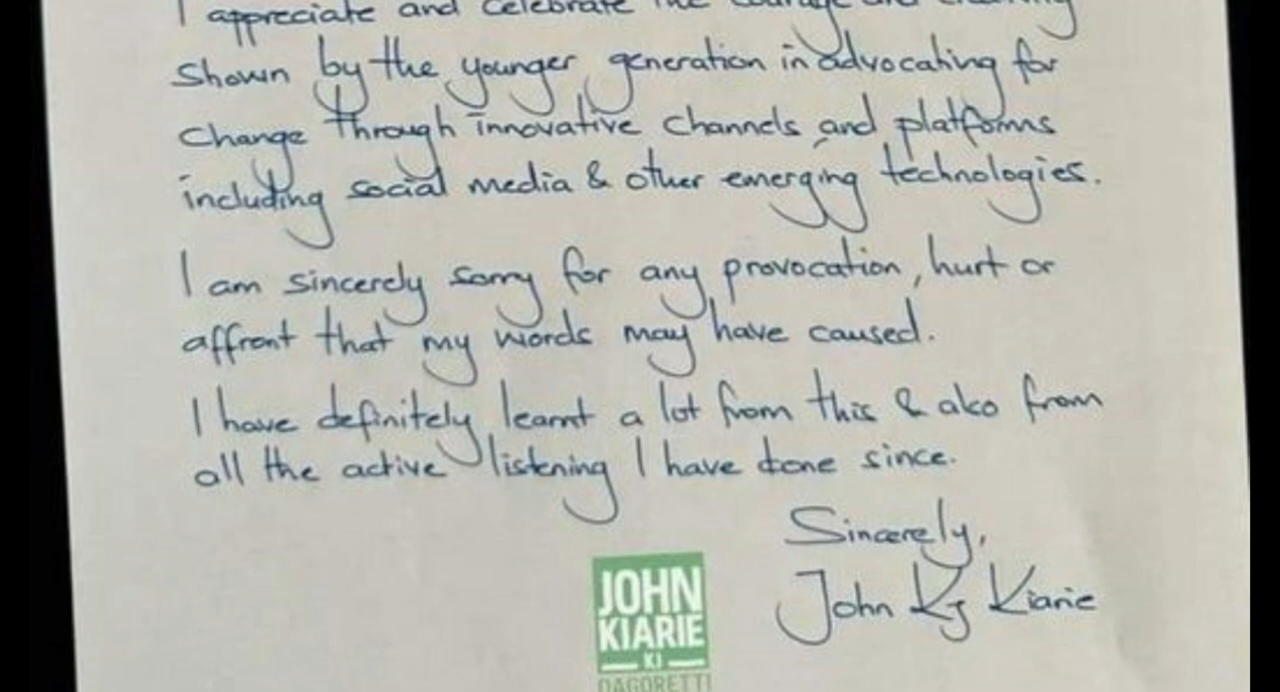 I appreciate and celebrate the courage and
shown by the younger generation in advocating for
change through innovative channels and platforms
including social media & other emerging technologies.
I am sincerely sorry for any provocation, hurt or
affront that my words may have caused.
I have definitely learnt a lot from this & also from
all the active listening I have done since.
Sincerely,
John KJ Kiarie
JOHN
KIARIE
KJ
DAGORETTI